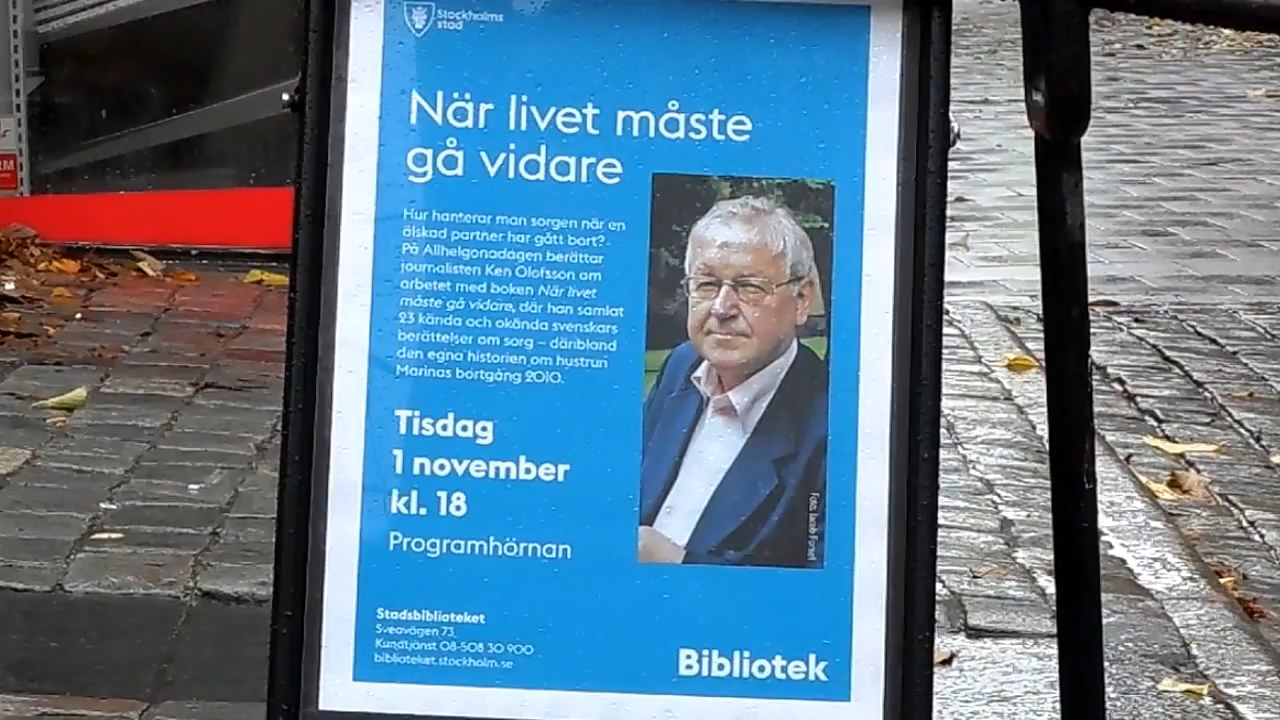 Stockholms
stad
När livet måste
gå vidare
Hur hanterar man sorgen när en
älskad partner har gått bort?
På Allhelgonadagen berättar
journalisten Ken Olofsson om
arbetet med boken När livet
måste gå vidare, där han samlat
23 kända och okända svenskars
berättelser om sorg – däribland
den egna historien om hustrun
Marinas bortgång 2010.
Tisdag
1 november
kl. 18
Programhörnan
Foto: Jacob Forsell
Stadsbiblioteket
Sveavägen 73,
Kundtjänst 08-508 30 900
biblioteket.stockholm.se
Bibliotek